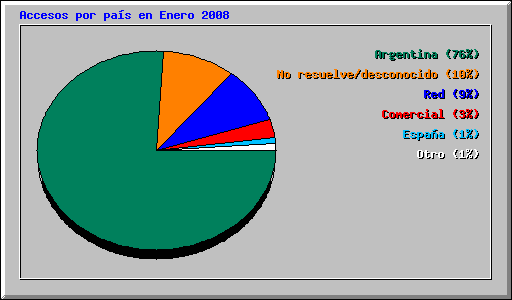 Accesos por país en Enero 2008
Argentina (76%)
No resuelve/desconocido (10%)
Red (9%)
Comercial (3%)
España (1%)
Otro (1%)